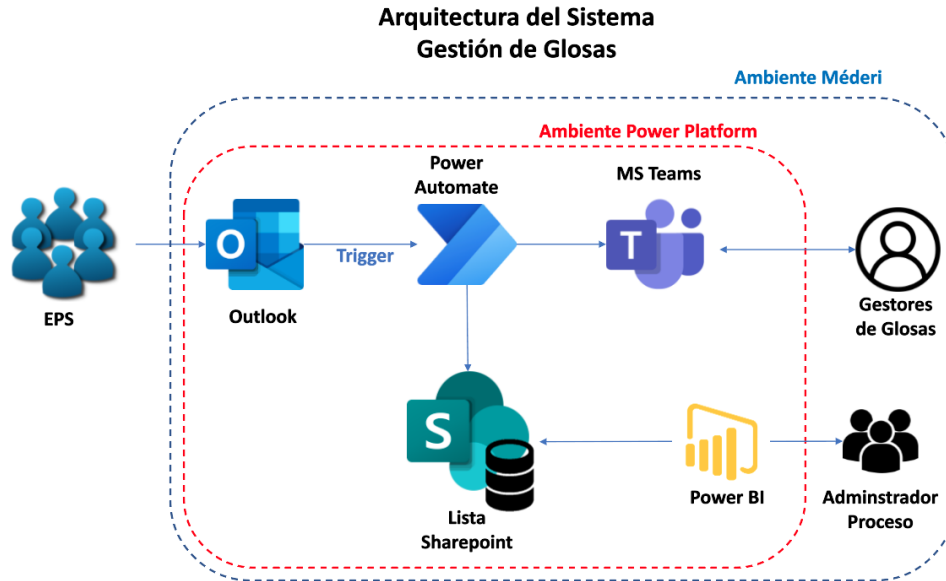 Arquitectura del Sistema
Gestión de Glosas
Ambiente Méderi
Ambiente Power Platform
Power
Automate
MS Teams
O
Trigger
T
EPS
Outlook
Gestores
de Glosas
S
Lista
Sharepoint
Power BI
Adminstrador
Proceso